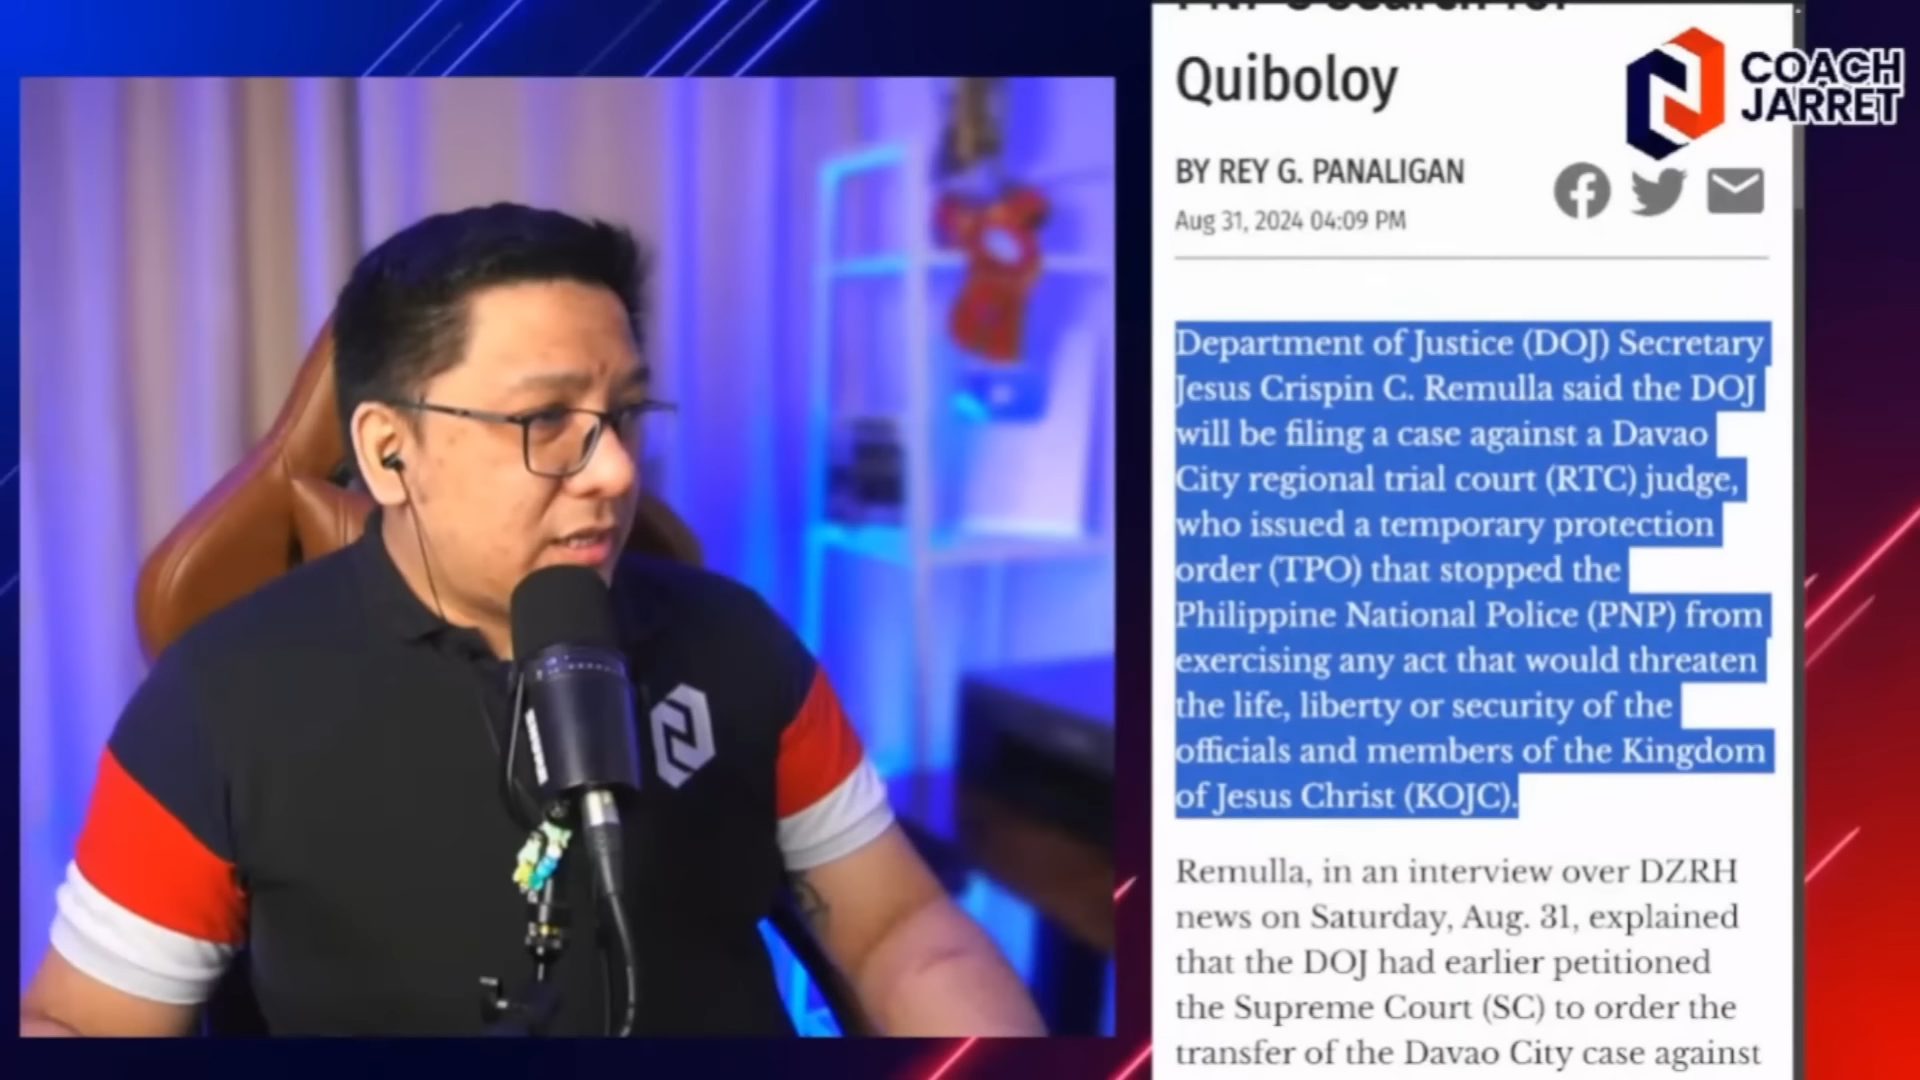 Quiboloy
COACH
JARRET
BY REY G. PANALIGAN
Aug 31, 2024 04:09 PM
Department of Justice (DOJ) Secretary
Jesus Crispin C. Remulla said the DOJ
will be filing a case against a Davao
City regional trial court (RTC) judge,
who issued a temporary protection
order (TPO) that stopped the
Philippine National Police (PNP) from
exercising any act that would threaten
the life, liberty or security of the
officials and members of the Kingdom
of Jesus Christ (KOJC).
Remulla, in an interview over DZRH
news on Saturday, Aug. 31, explained
that the DOJ had earlier petitioned
the Supreme Court (SC) to order the
transfer of the Davao City case against